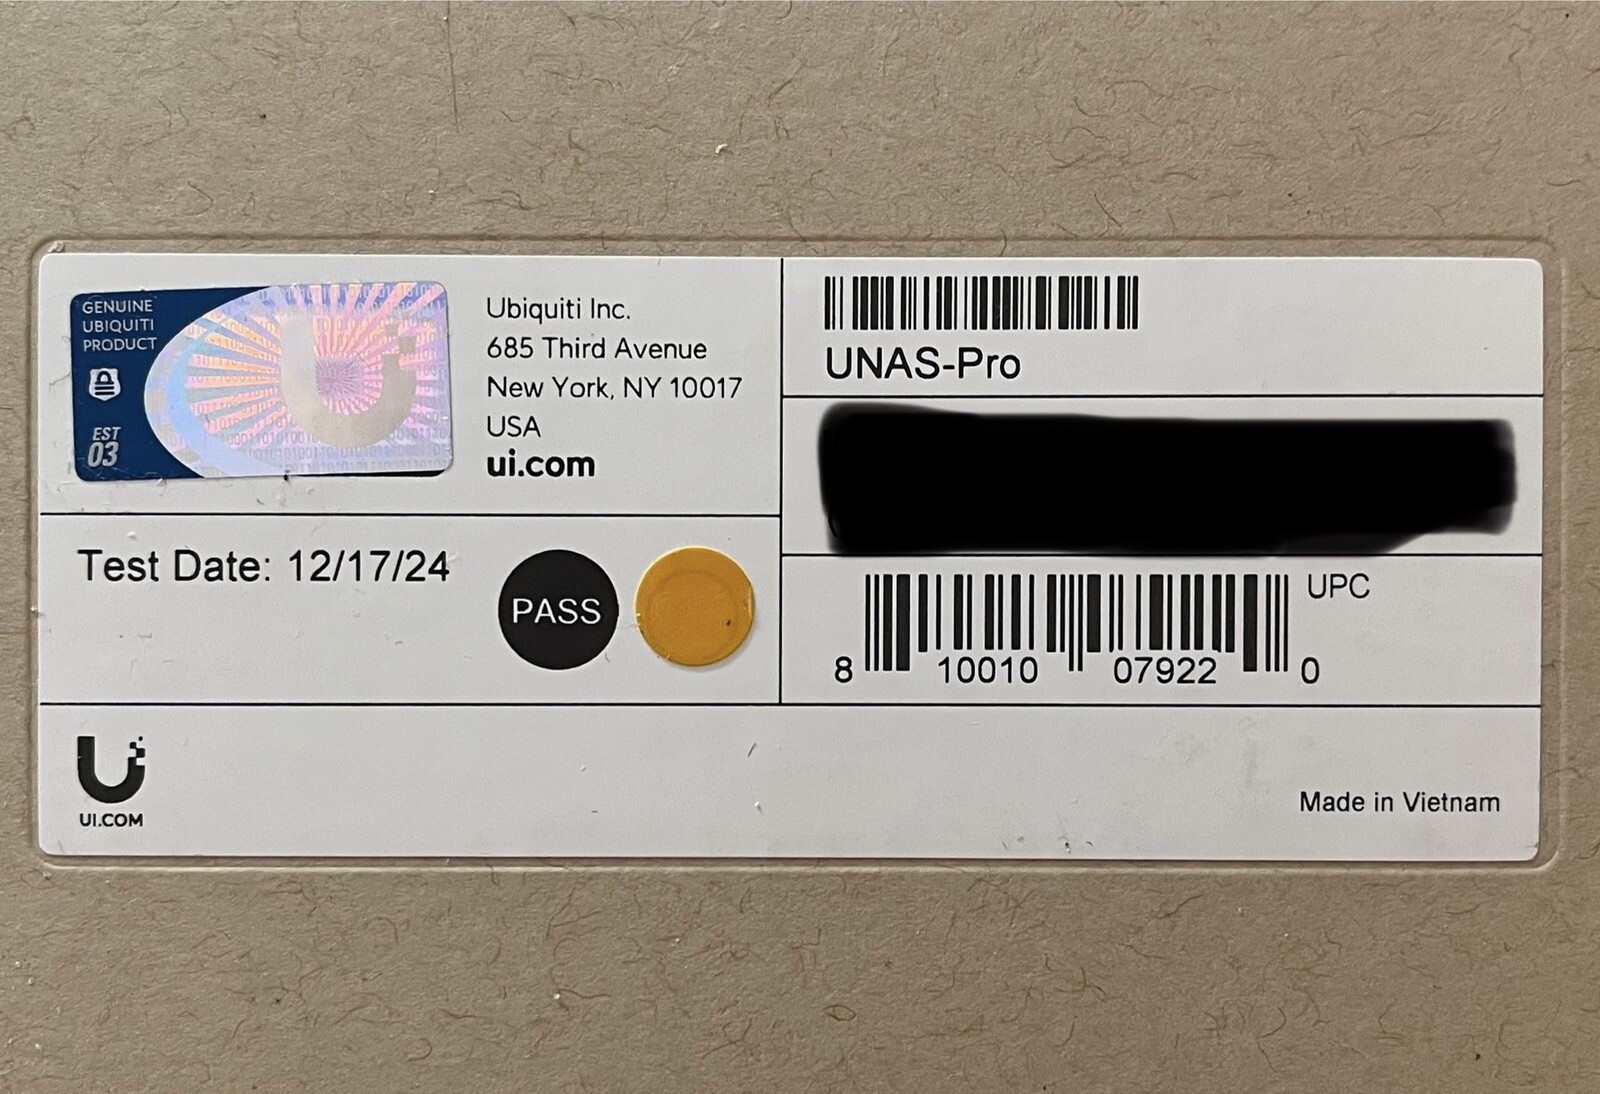 GENUINE
UBIQUITI
PRODUCT
EST
03
Ubiquiti Inc.
685 Third Avenue
New York, NY 10017
USA
ui.com
UNAS-Pro
Test Date: 12/17/24
PASS
UPC
8 10010 07922 0
UI.COM
Made in Vietnam